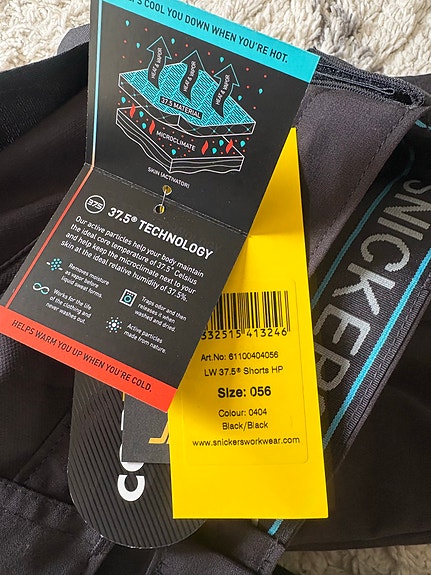 S COOL YOU DOWN WHEN YOU'RE HOT.
HEAT & VAPOR
HEAT & VAPOR
HEAT & VAPOR
37.5 MATERIAL
MICROCLIMATE
SKIN (ACTIVATOR)
37.5 37.5® TECHNOLOGY
Our active particles help your body maintain
the ideal core temperature of 37.5° Celsius
and help keep the microclimate next to your
skin at the ideal relative humidity of 37.5%.
Removes moisture
as vapor before
liquid sweat forms.
Traps odor and then
releases it when
washed and dried.
Works for the life
of the clothing and
never washes out.
Active particles
made from nature.
HELPS WARM YOU UP WHEN YOU'RE COLD.
332515 413246
Art.No: 61100404056
LW 37.5® Shorts HP
Size: 056
Colour: 0404
Black/Black
www.snickersworkwear.com
SNICKERS
CO